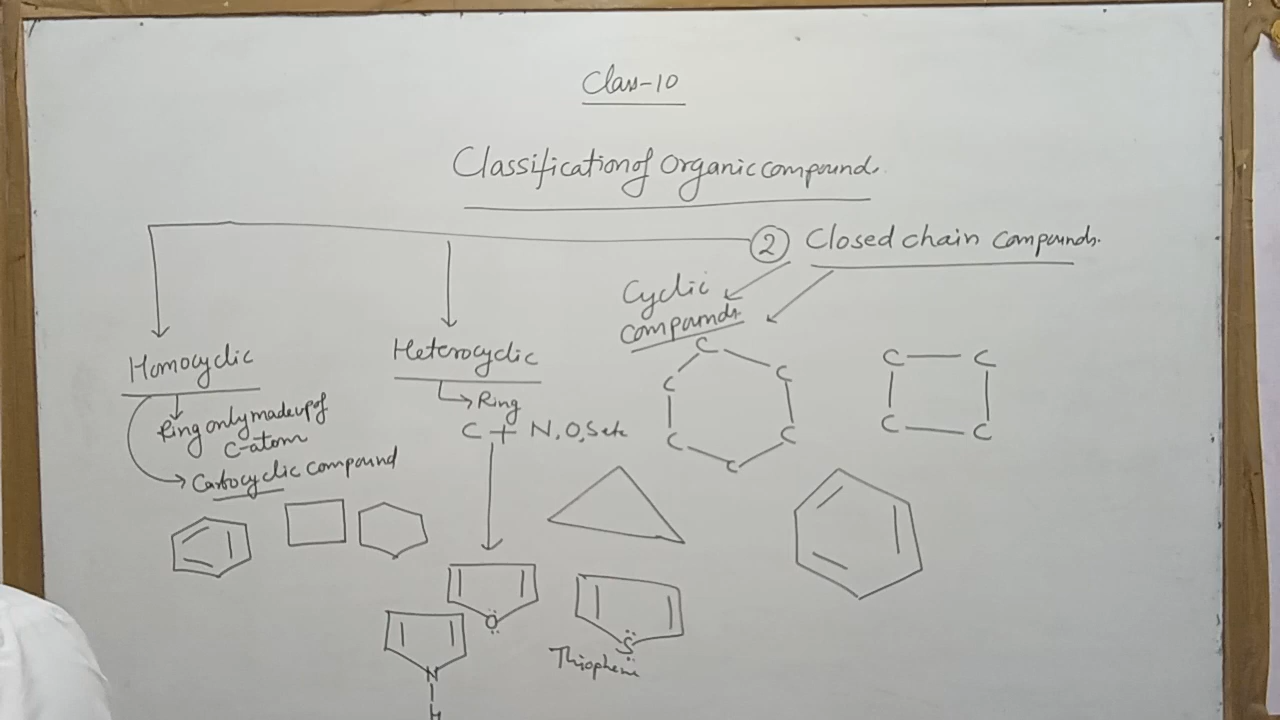 Class-10
Classification of Organic compound.
② Closed chain compounds.
Cyclic
compounds.
Homocyclic
Heterocyclic
Ring only made up of
C-atom
Carbocyclic compound
Ring
C + N, O, S etc
C
C
C
C
C
C
C C
C C
O
S
Thiophene
N
H